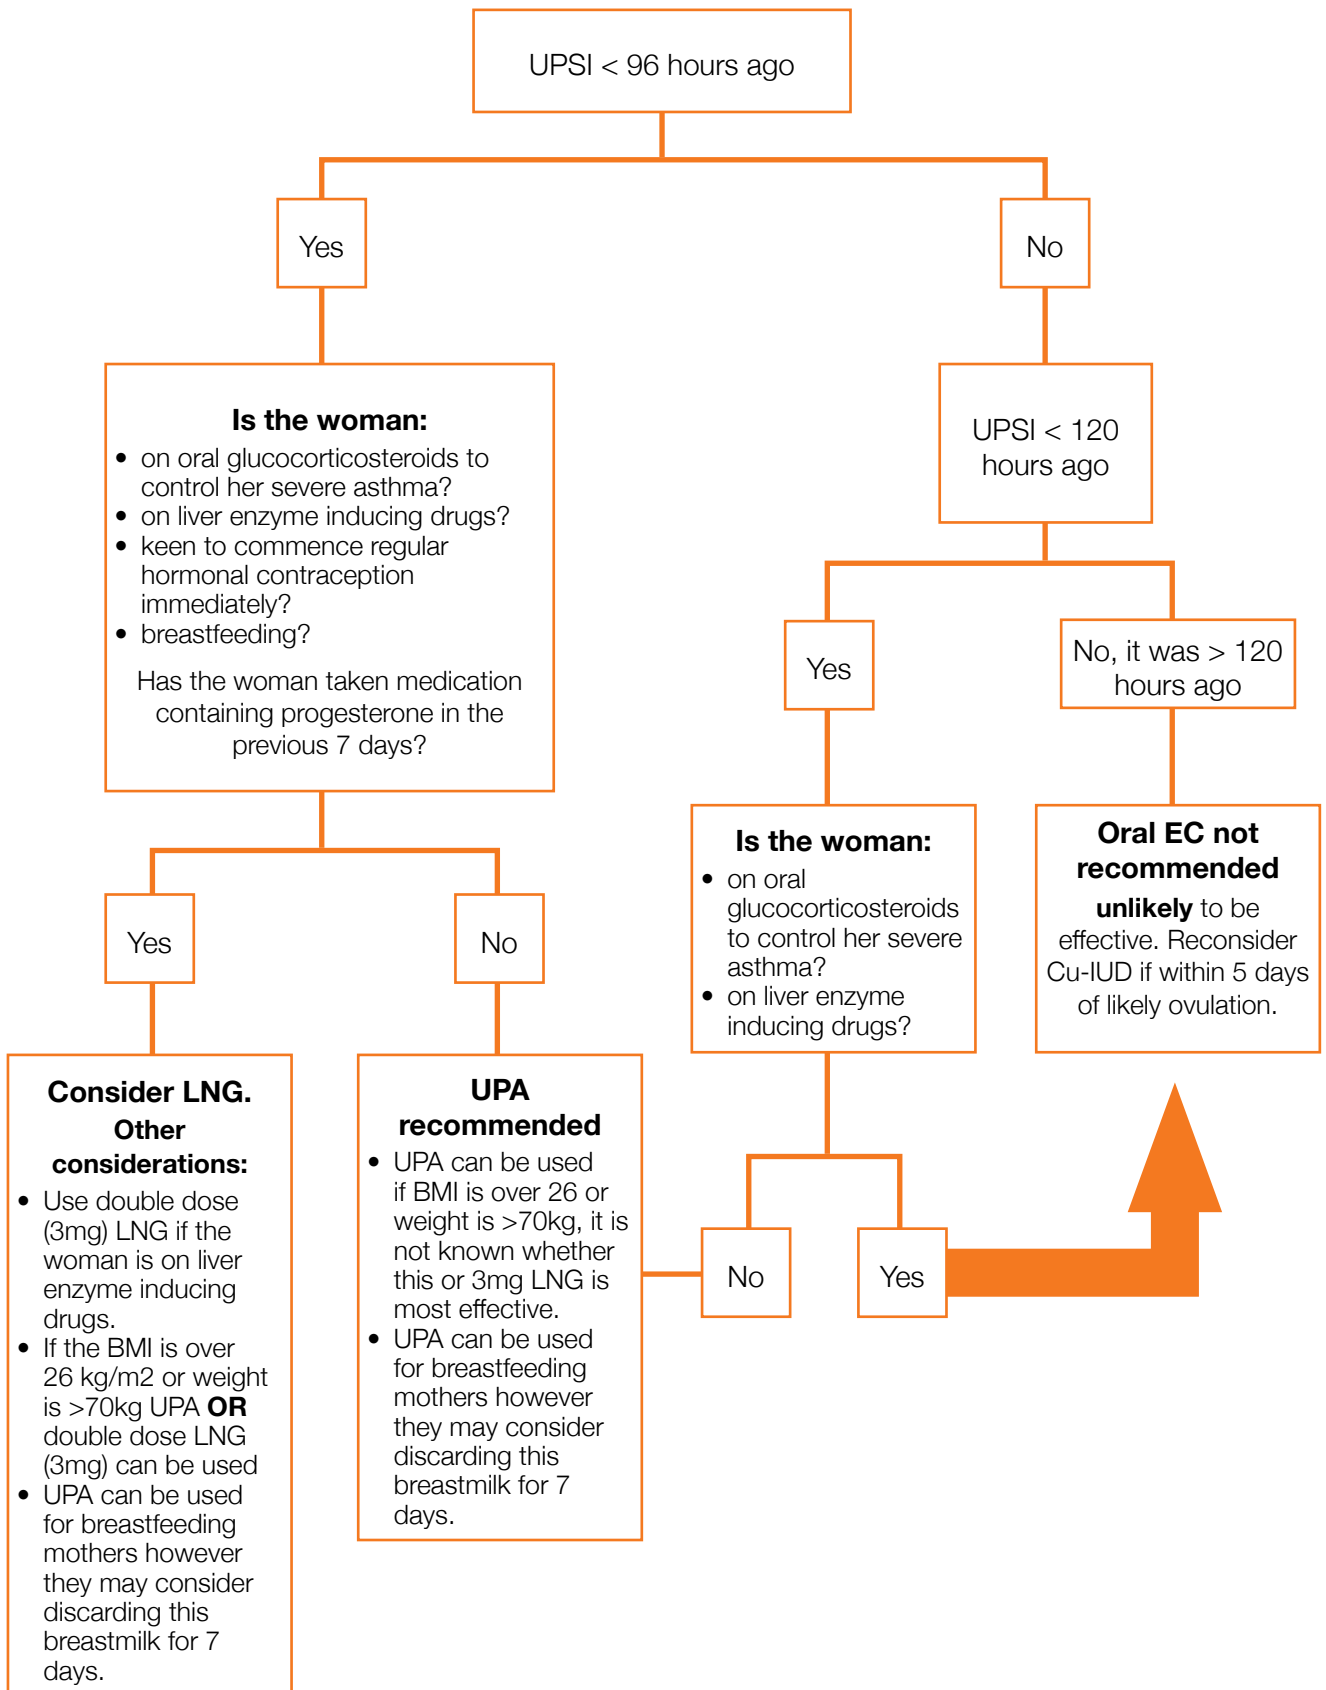 UPSI < 96 hours ago
Yes
No
Is the woman:
• on oral glucocorticosteroids to
control her severe asthma?
• on liver enzyme inducing drugs?
• keen to commence regular
hormonal contraception
immediately?
• breastfeeding?
Has the woman taken medication
containing progesterone in the
previous 7 days?
UPSI < 120
hours ago
Yes
No, it was > 120
hours ago
Yes
No
Is the woman:
• on oral
glucocorticosteroids
to control her severe
asthma?
• on liver enzyme
inducing drugs?
Oral EC not
recommended
unlikely to be
effective. Reconsider
Cu-IUD if within 5 days
of likely ovulation.
Consider LNG.
Other
considerations:
• Use double dose
(3mg) LNG if the
woman is on liver
enzyme inducing
drugs.
• If the BMI is over
26 kg/m2 or weight
is >70kg UPA OR
double dose LNG
(3mg) can be used
• UPA can be used
for breastfeeding
mothers however
they may consider
discarding this
breastmilk for 7
days.
UPA
recommended
• UPA can be used
if BMI is over 26 or
weight is >70kg, it is
not known whether
this or 3mg LNG is
most effective.
• UPA can be used
for breastfeeding
mothers however
they may consider
discarding this
breastmilk for 7
days.
No
Yes